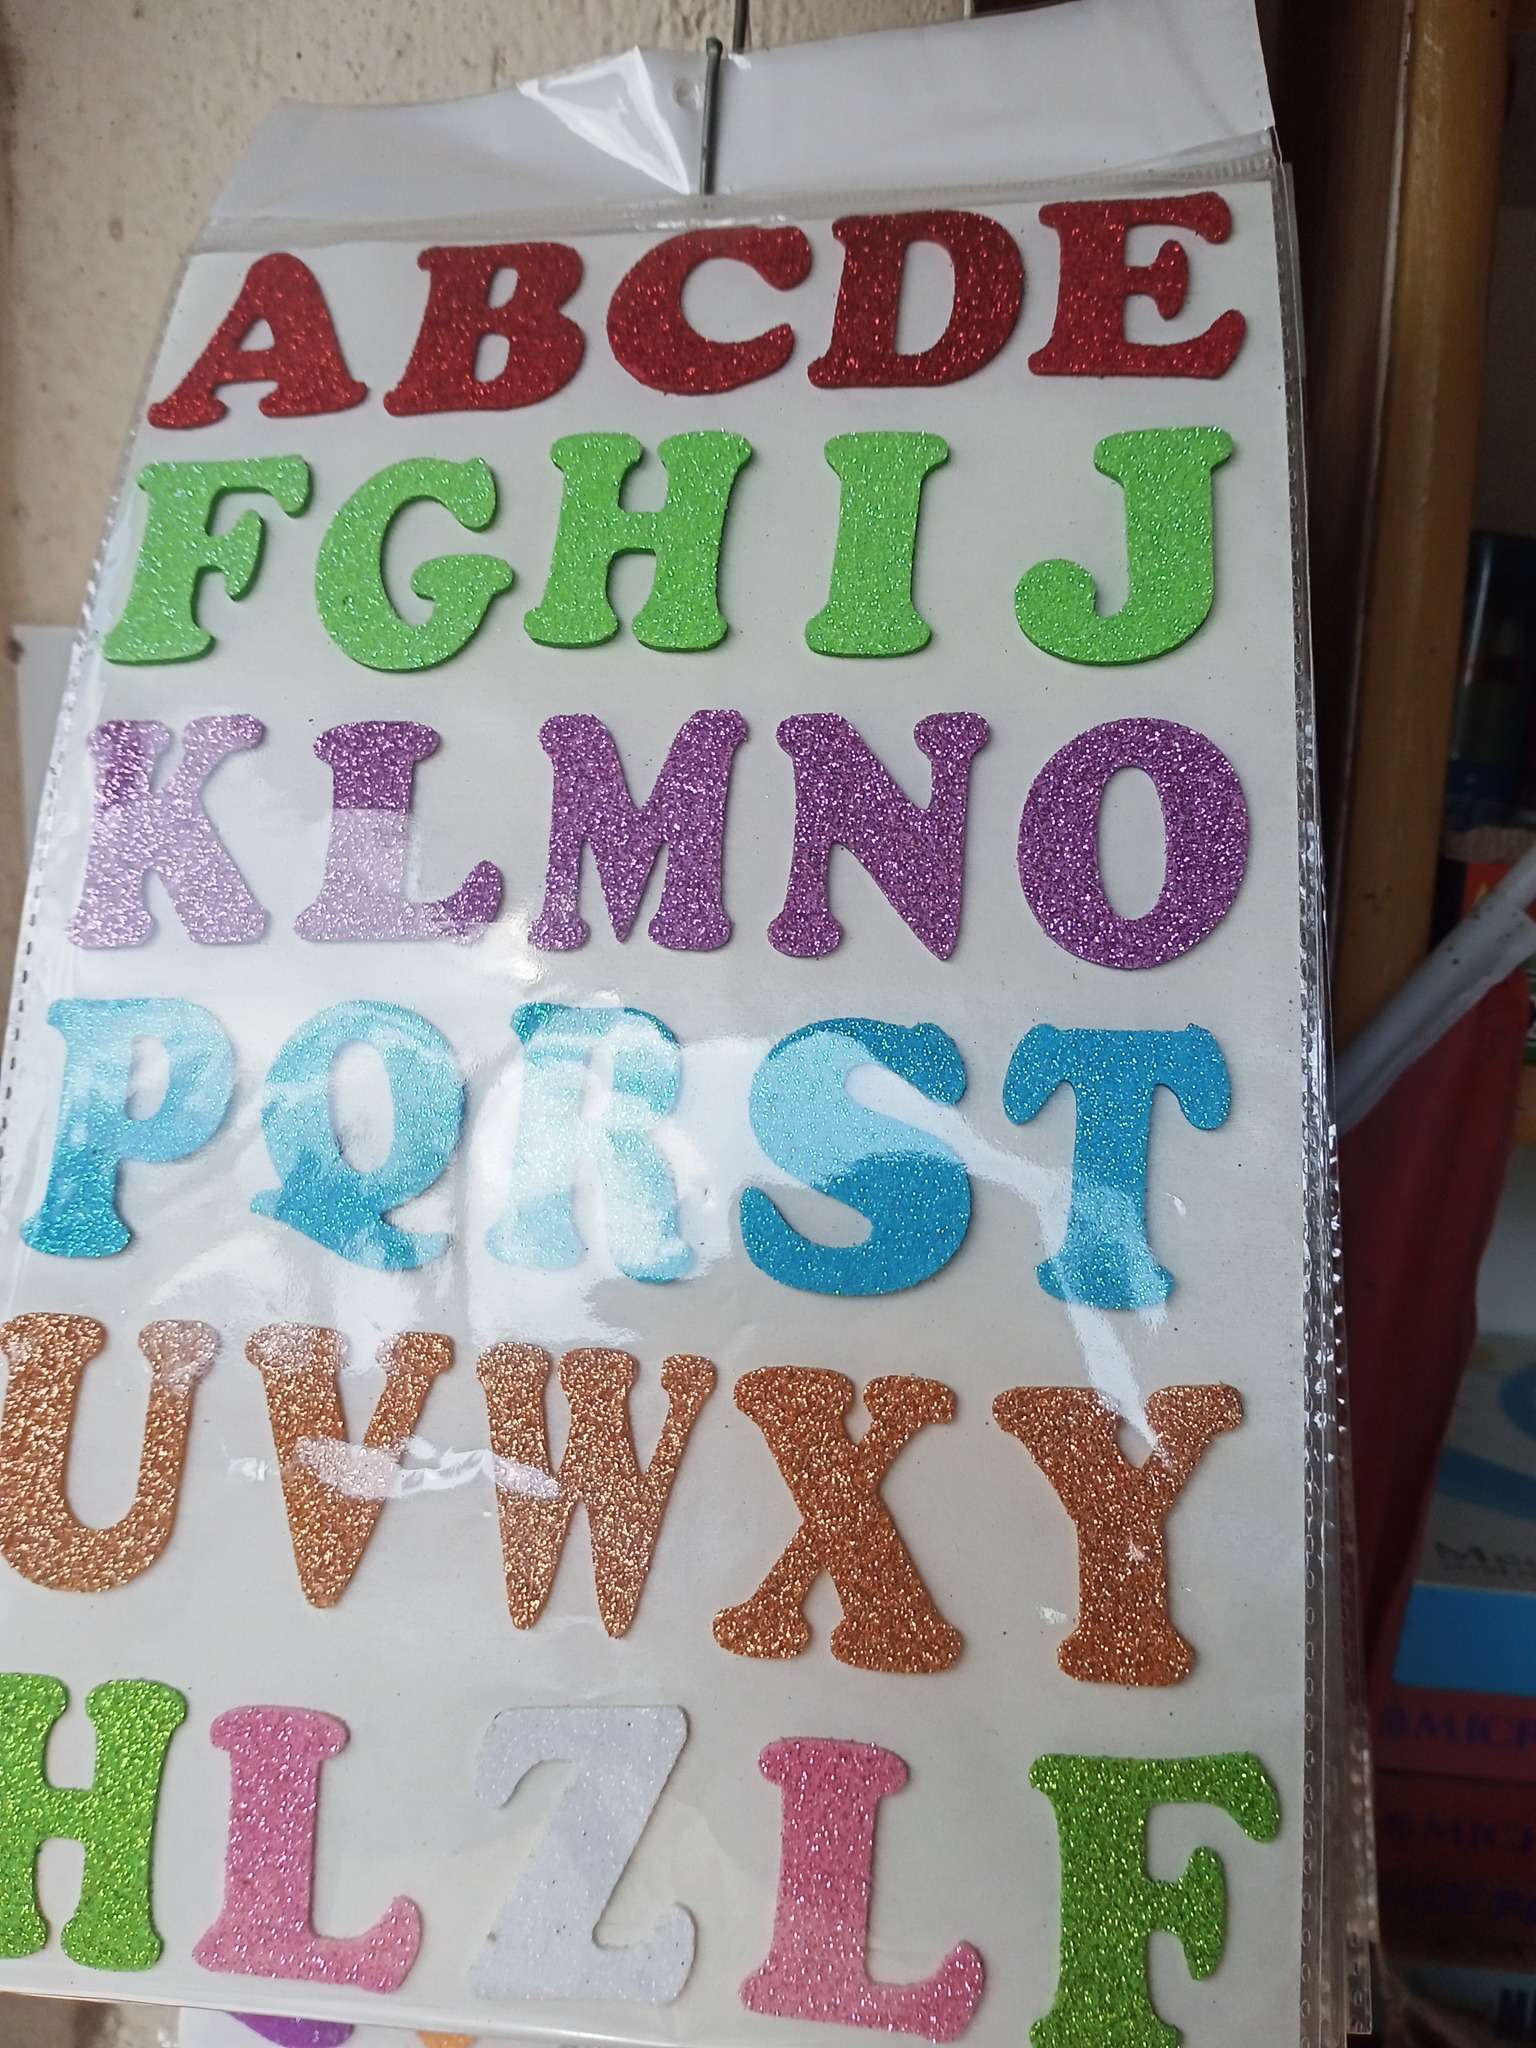 ABCDE
FGHIJ
KLMNO
PQRST
UVWXY
HLZLF